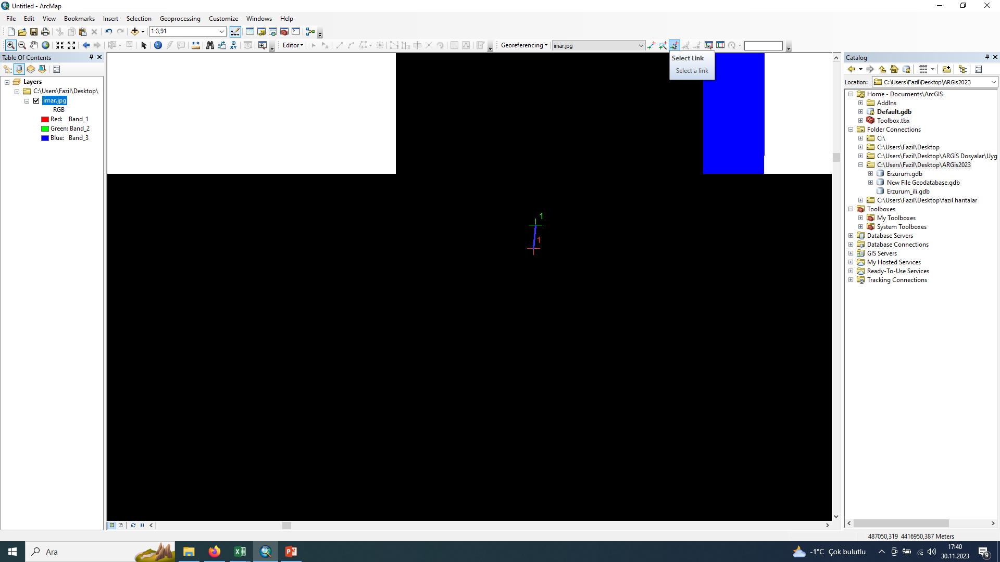 Untitled - ArcMap
File Edit View Bookmarks Insert Selection Geoprocessing Customize Windows Help
1:3,91
Editor Georeferencing imar.jpg
Table Of Contents
Layers
C:\Users\Fazil\Desktop\
imar.jpg
RGB
Red: Band_1
Green: Band_2
Blue: Band_3
Select Link
Select a link
1
1
Catalog
Location: C:\Users\Fazil\Desktop\ARGis2023
Home - Documents\ArcGIS
AddIns
Default.gdb
Toolbox.tbx
Folder Connections
C:\
C:\Users\Fazil\Desktop
C:\Users\Fazil\Desktop\ARGİS Dosyalar\Uyg
C:\Users\Fazil\Desktop\ARGis2023
Erzurum.gdb
New File Geodatabase.gdb
Erzurum_ili.gdb
C:\Users\Fazil\Desktop\fazıl haritalar
Toolboxes
My Toolboxes
System Toolboxes
Database Servers
Database Connections
GIS Servers
My Hosted Services
Ready-To-Use Services
Tracking Connections
487050,319 4416950,387 Meters
Ara
-1°C Çok bulutlu
17:40
30.11.2023
9